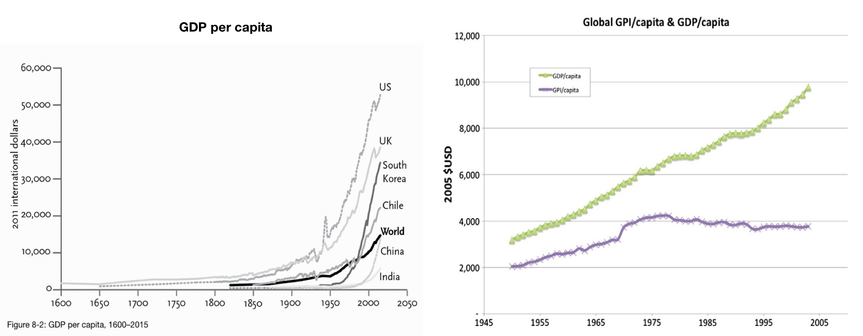 GDP per capita
60,000
50,000
40,000
30,000
20,000
10,000
0
2011 international dollars
US
UK
South
Korea
Chile
World
China
India
1600
1650
1700
1750
1800
1850
1900
1950
2000
2050
Figure 8-2: GDP per capita, 1600–2015
Global GPI/capita & GDP/capita
12,000
10,000
8,000
6,000
4,000
2,000
-
2005 $USD
GDP/capita
GPI/capita
1945
1955
1965
1975
1985
1995
2005